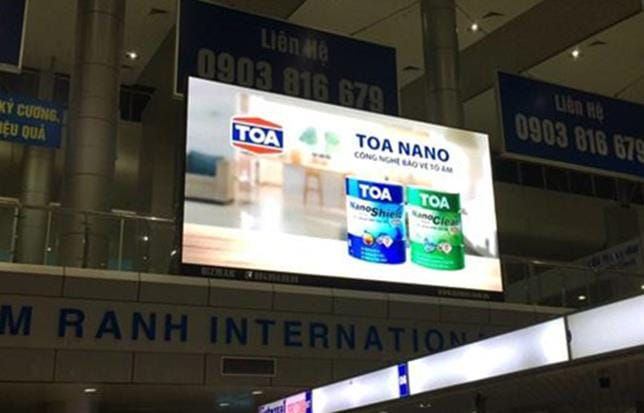 Liên Hệ
0903 816 679
Liên Hệ
0903 816 679
KÝ CƯƠNG,
IỆU QUẢ
TOA
TOA NANO
CÔNG NGHỆ BẢO VỆ TỔ ẤM
TOA
NanoShield
TOA
NanoClean
M RANH INTERNATION